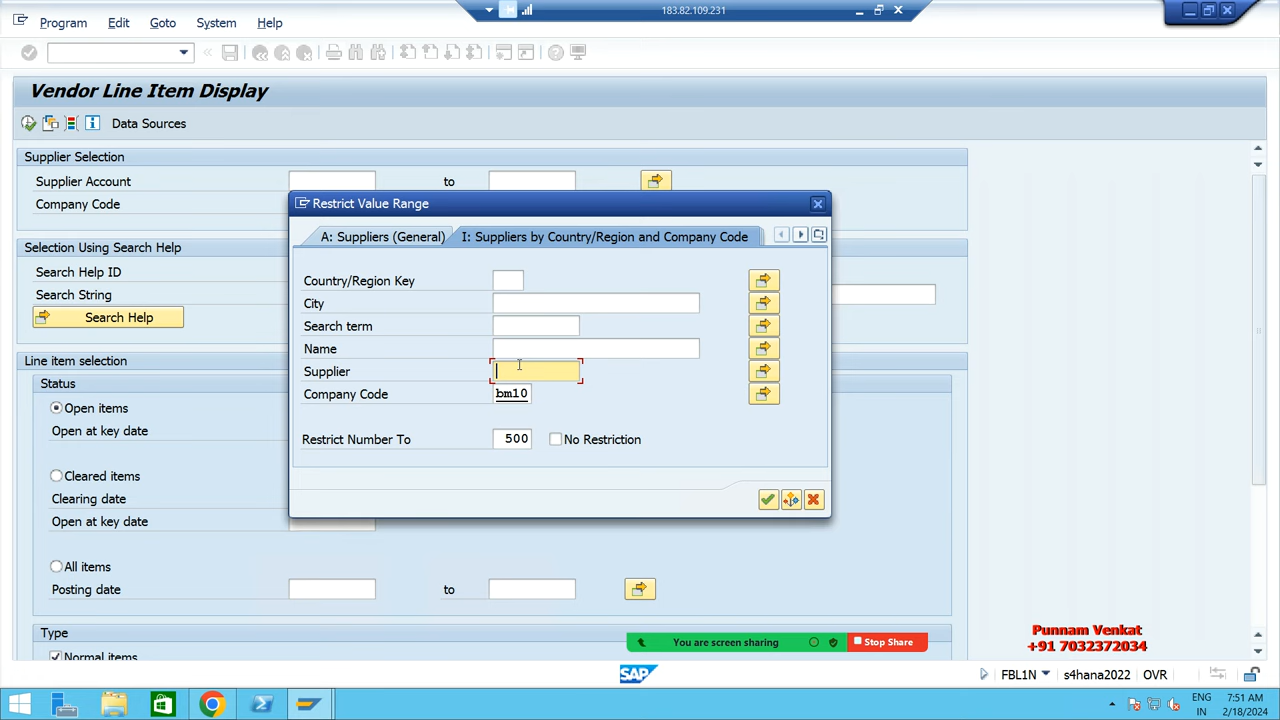 Program Edit Goto System Help
183.82.109.231
Vendor Line Item Display
Data Sources
Supplier Selection
Supplier Account to
Company Code
Selection Using Search Help
Search Help ID
Search String
Search Help
Line item selection
Status
Open items
Open at key date
Cleared items
Clearing date
Open at key date
All items
Posting date to
Type
Normal items
Restrict Value Range
A: Suppliers (General) I: Suppliers by Country/Region and Company Code
Country/Region Key
City
Search term
Name
Supplier
Company Code bm10
Restrict Number To 500 No Restriction
You are screen sharing Stop Share
Punnam Venkat
+91 7032372034
SAP
FBL1N s4hana2022 OVR
ENG
IN
7:51 AM
2/18/2024